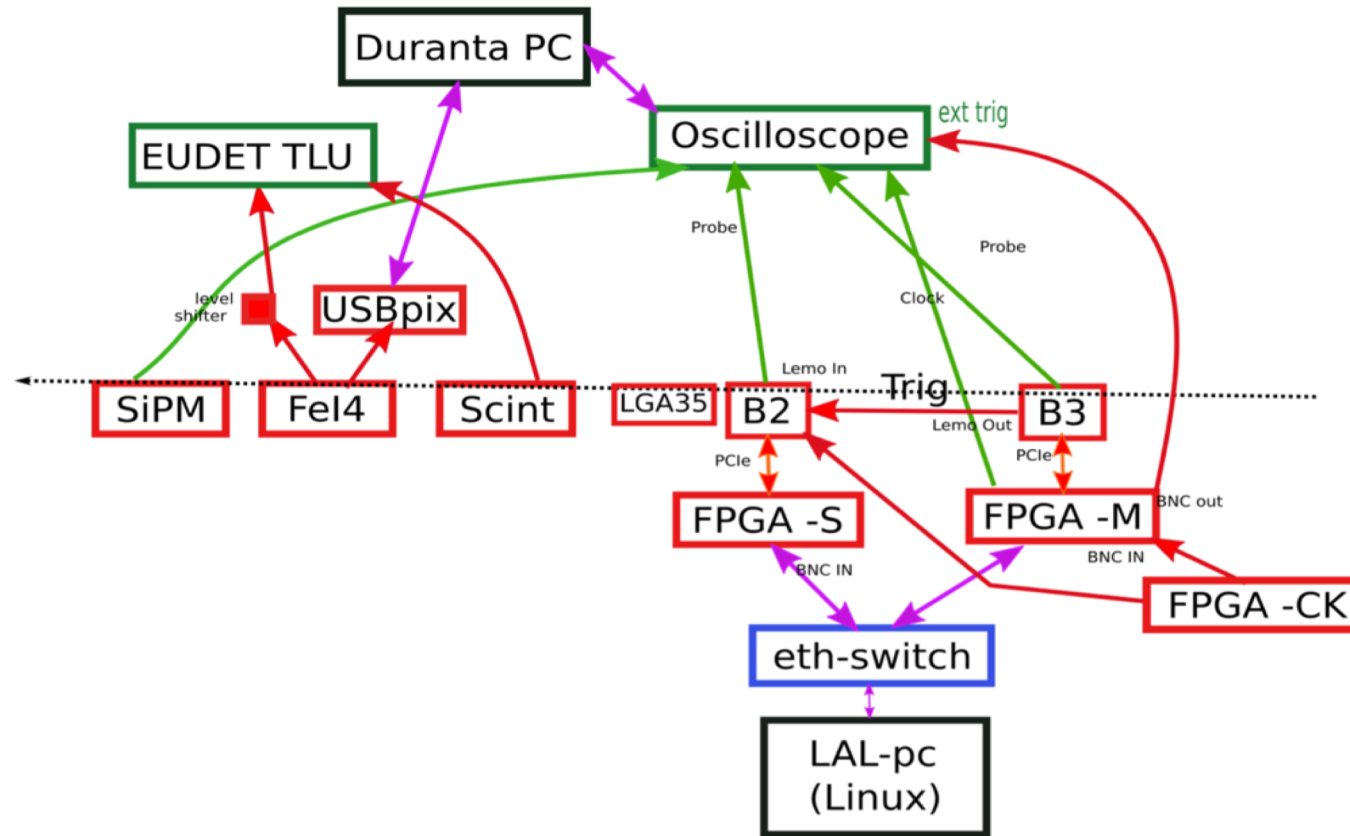 Duranta PC
ext trig
Oscilloscope
EUDET TLU
Probe
Probe
level
shifter
USBpix
Clock
Lemo In
Trig
SiPM
FeI4
Scint
LGA35
B2
B3
Lemo Out
PCIe
PCIe
FPGA -S
FPGA -M
BNC out
BNC IN
BNC IN
FPGA -CK
eth-switch
LAL-pc
(Linux)